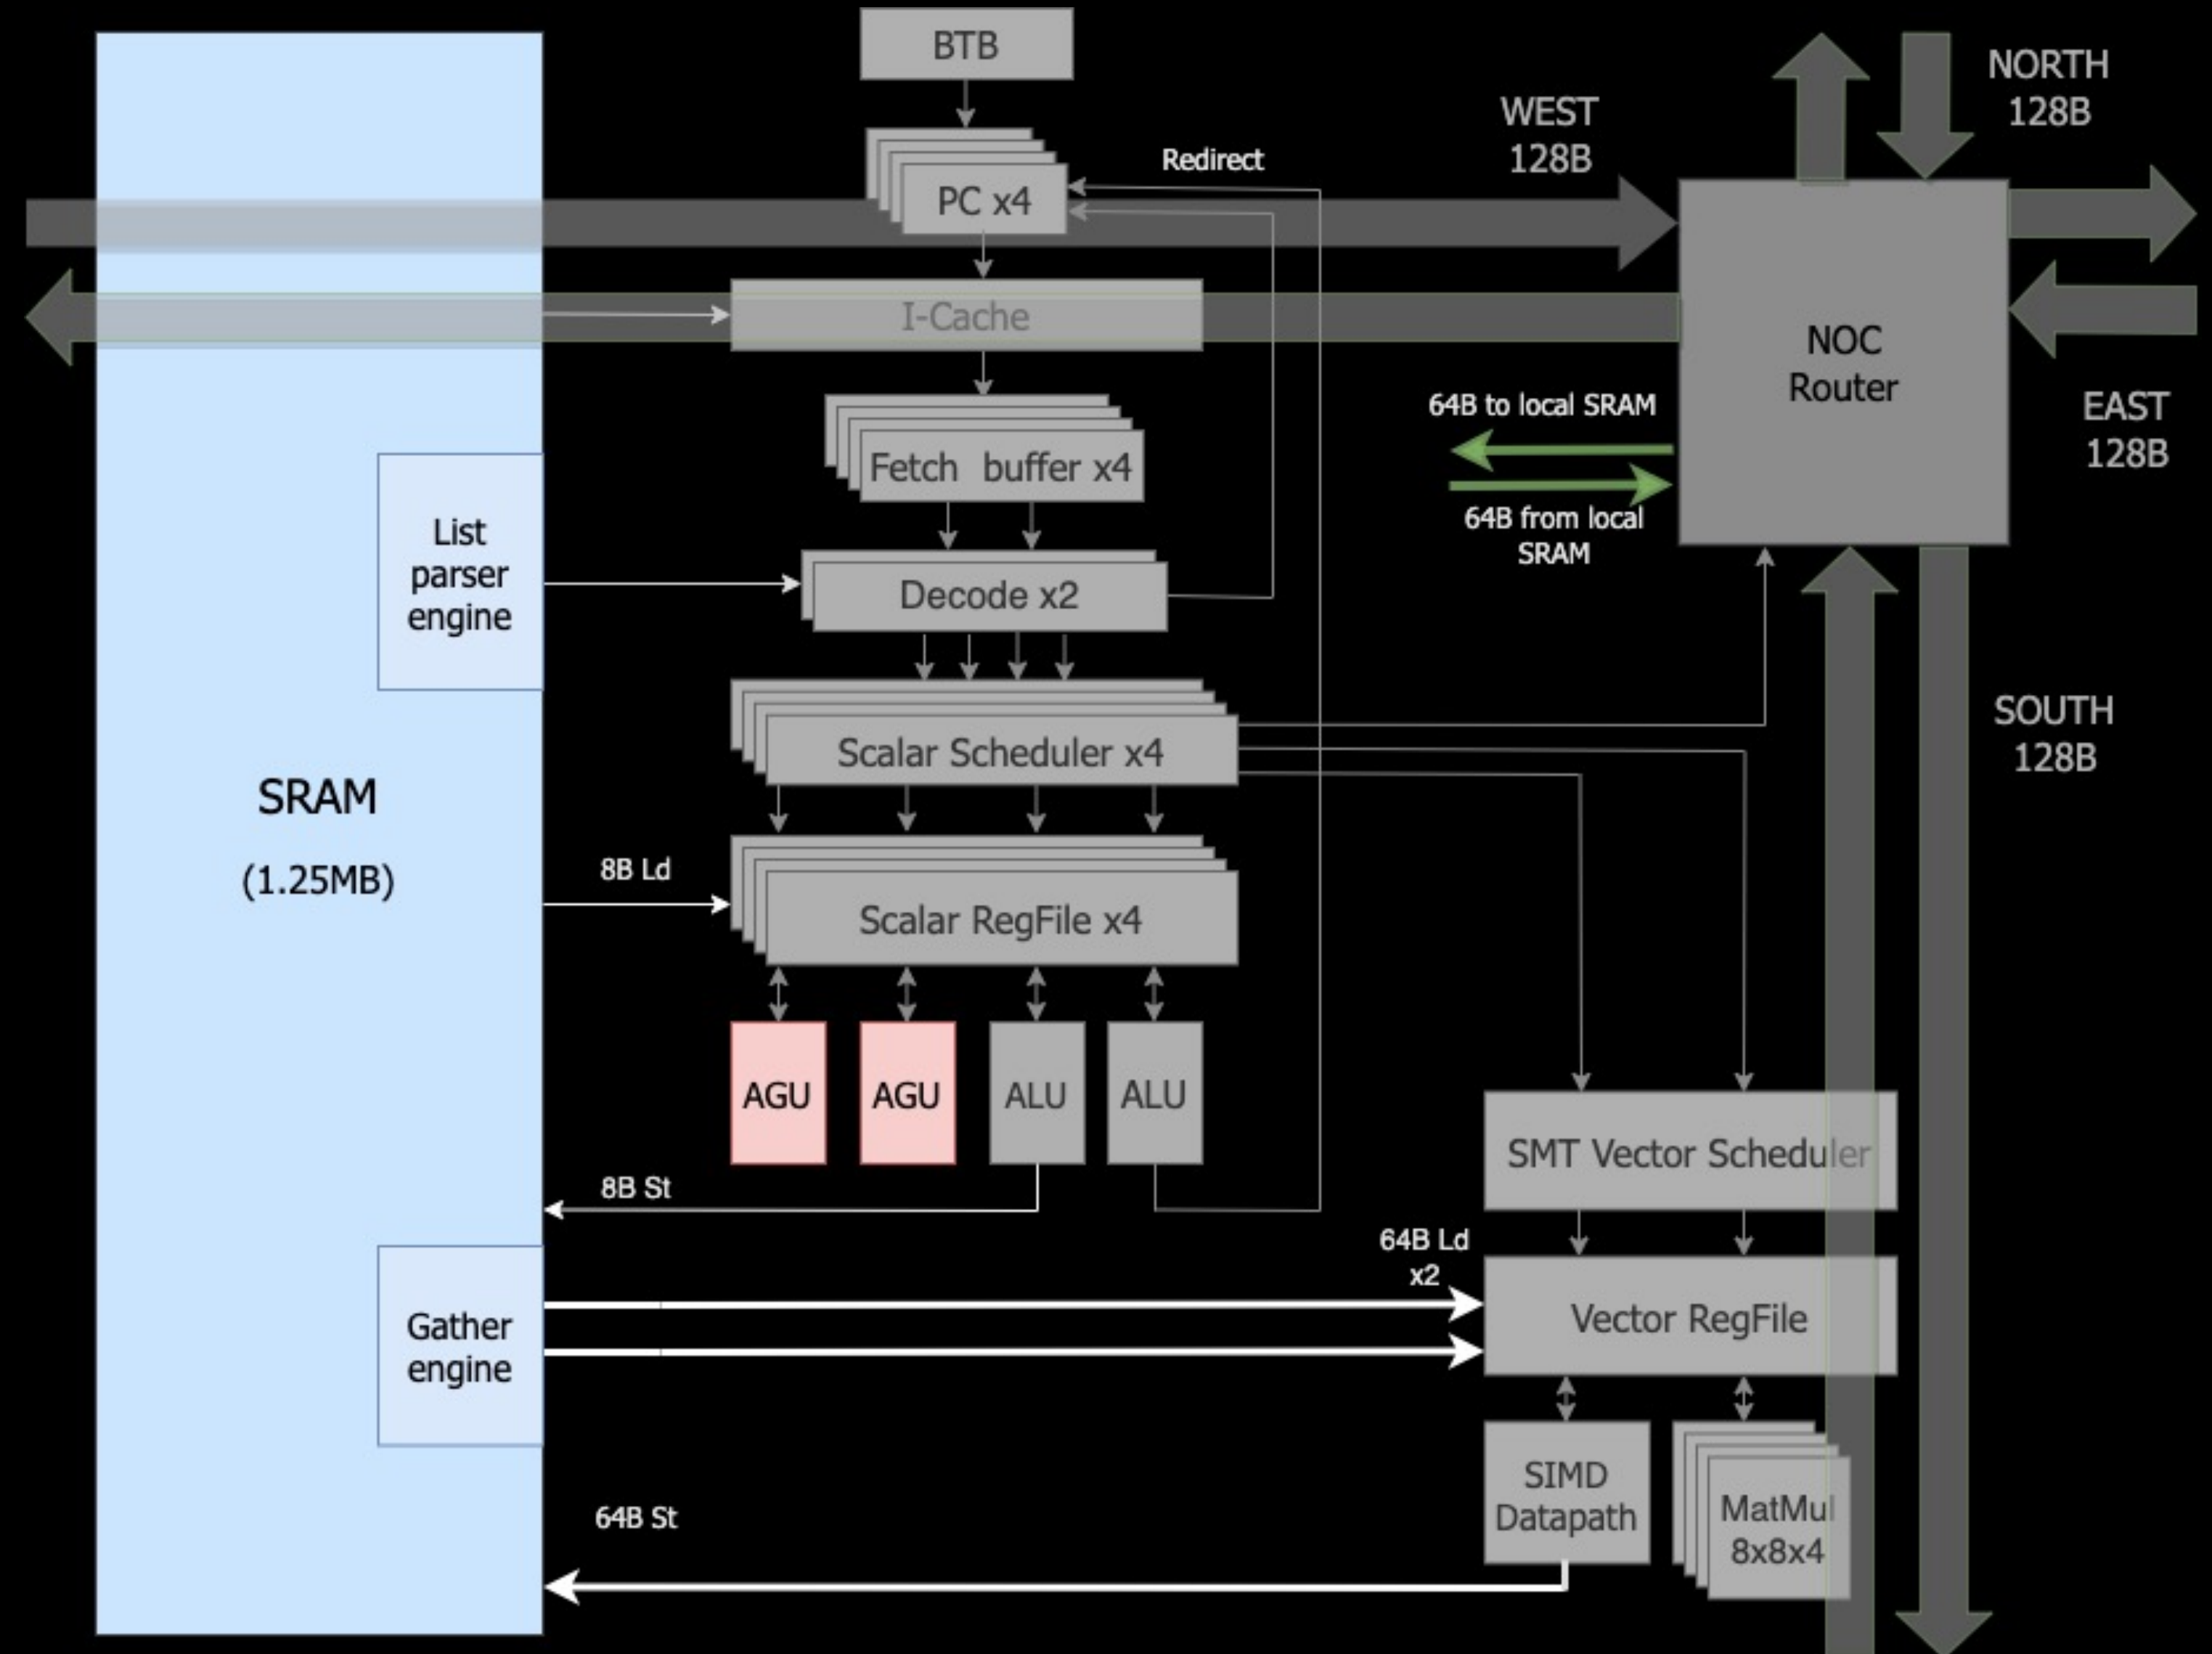 BTB
NORTH
128B
WEST
128B
Redirect
PC x4
I-Cache
NOC
Router
64B to local SRAM
EAST
128B
Fetch buffer x4
64B from local
SRAM
List
parser
engine
Decode x2
SOUTH
128B
Scalar Scheduler x4
SRAM
(1.25MB)
8B Ld
Scalar RegFile x4
AGU
AGU
ALU
ALU
SMT Vector Scheduler
8B St
64B Ld
x2
Gather
engine
Vector RegFile
SIMD
Datapath
MatMul
8x8x4
64B St